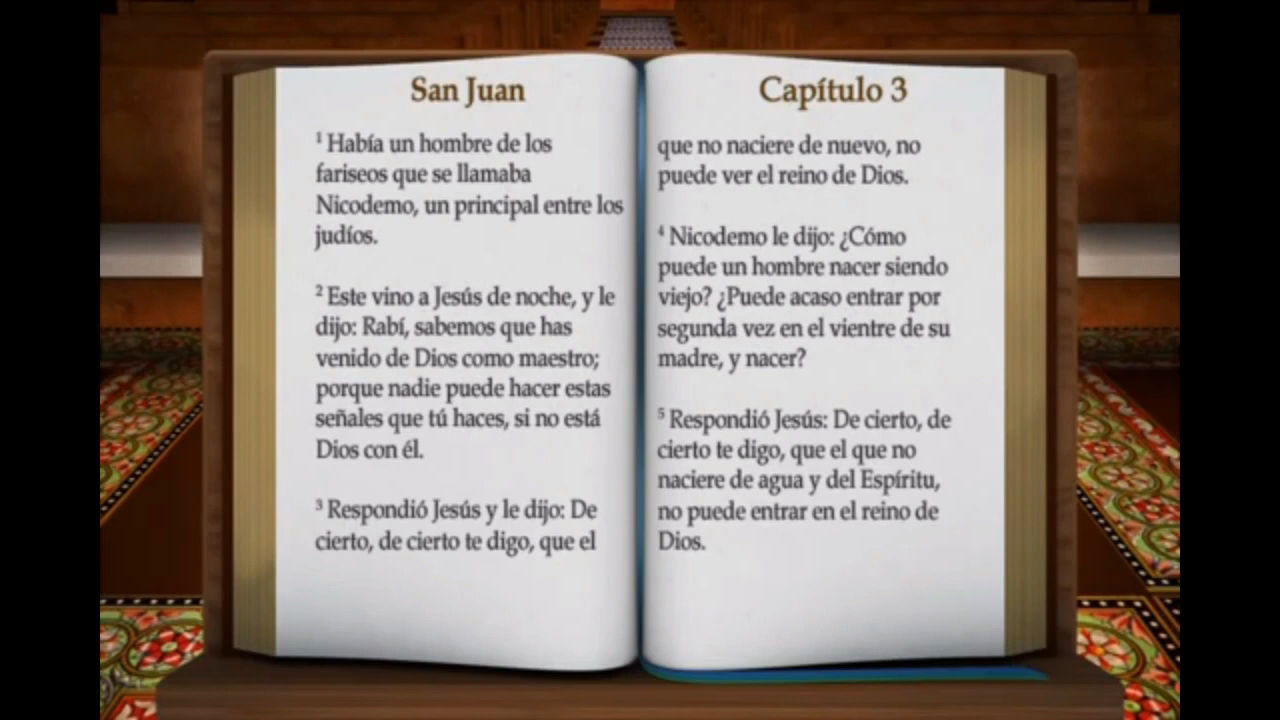 San Juan
¹ Había un hombre de los
fariseos que se llamaba
Nicodemo, un principal entre los
judíos.
² Este vino a Jesús de noche, y le
dijo: Rabí, sabemos que has
venido de Dios como maestro;
porque nadie puede hacer estas
señales que tú haces, si no está
Dios con él.
³ Respondió Jesús y le dijo: De
cierto, de cierto te digo, que el
Capítulo 3
que no naciere de nuevo, no
puede ver el reino de Dios.
⁴ Nicodemo le dijo: ¿Cómo
puede un hombre nacer siendo
viejo? ¿Puede acaso entrar por
segunda vez en el vientre de su
madre, y nacer?
⁵ Respondió Jesús: De cierto, de
cierto te digo, que el que no
naciere de agua y del Espíritu,
no puede entrar en el reino de
Dios.